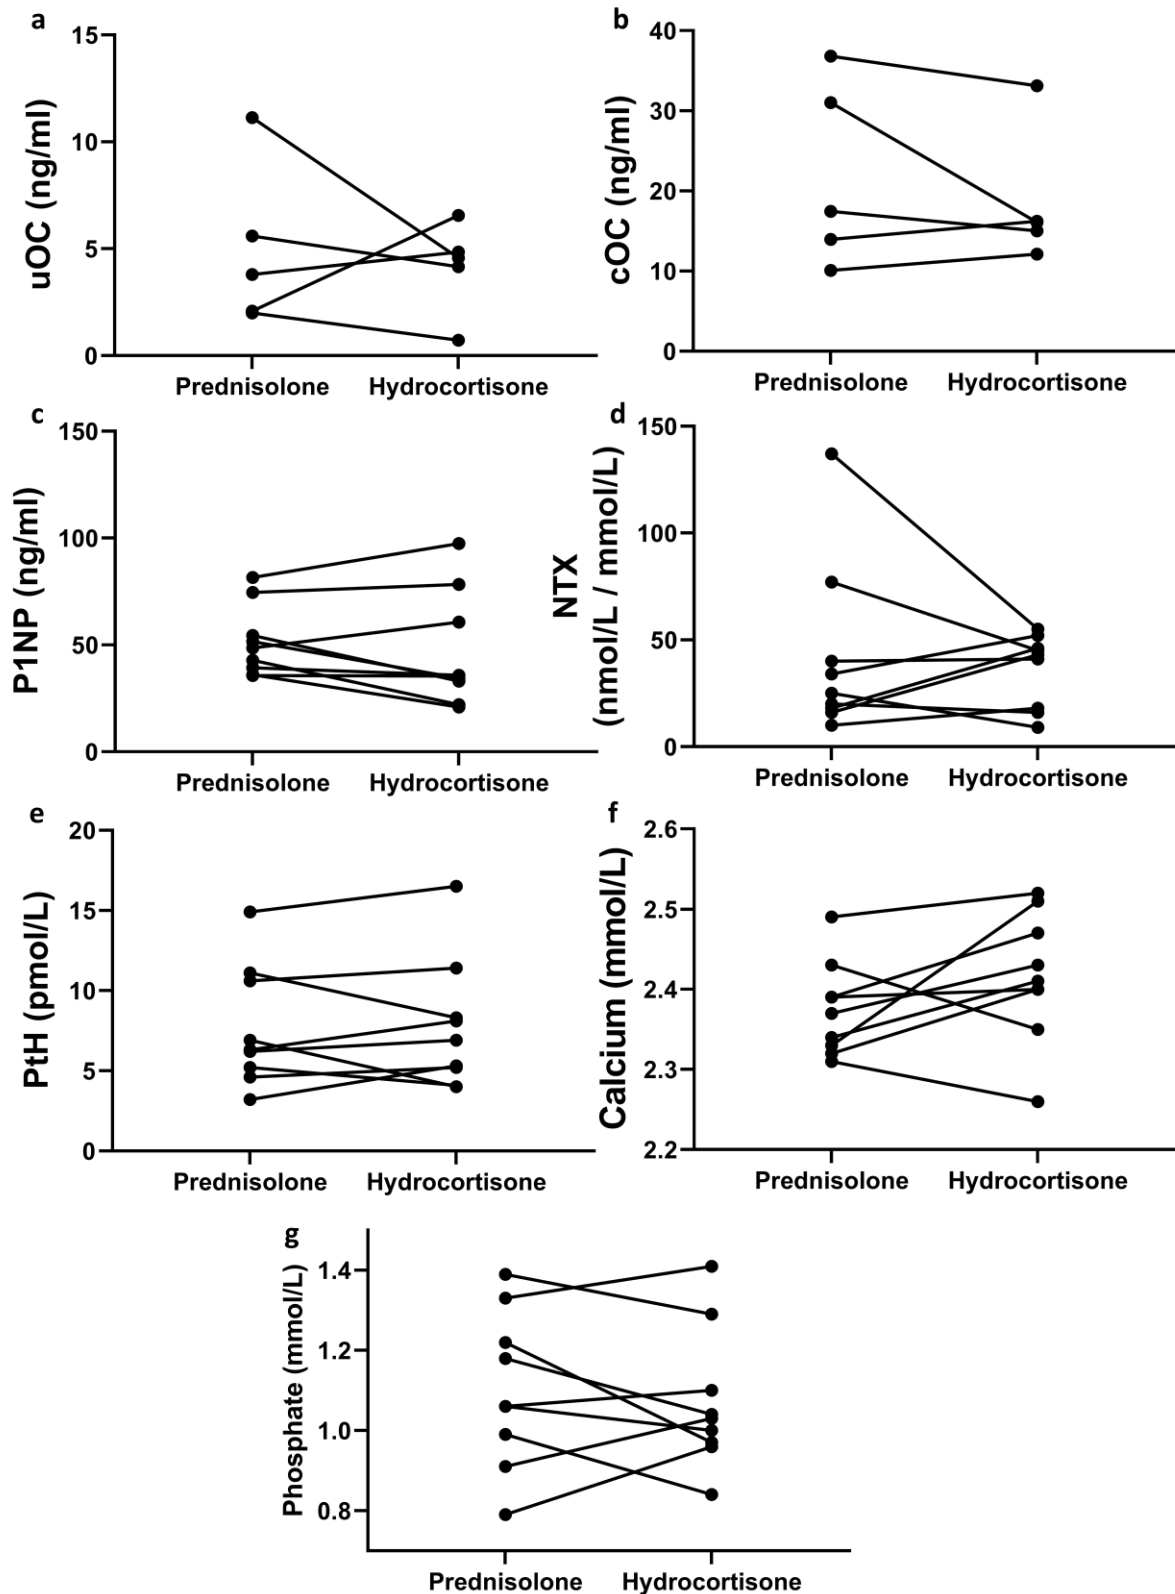 a
uOC (ng/ml)
15
10
5
0
Prednisolone Hydrocortisone
b
cOC (ng/ml)
40
30
20
10
0
Prednisolone Hydrocortisone
c
P1NP (ng/ml)
150
100
50
0
Prednisolone Hydrocortisone
d
NTX
(nmol/L / mmol/L)
150
100
50
0
Prednisolone Hydrocortisone
e
PtH (pmol/L)
20
15
10
5
0
Prednisolone Hydrocortisone
f
Calcium (mmol/L)
2.6
2.5
2.4
2.3
2.2
Prednisolone Hydrocortisone
g
Phosphate (mmol/L)
1.4
1.2
1.0
0.8
Prednisolone Hydrocortisone